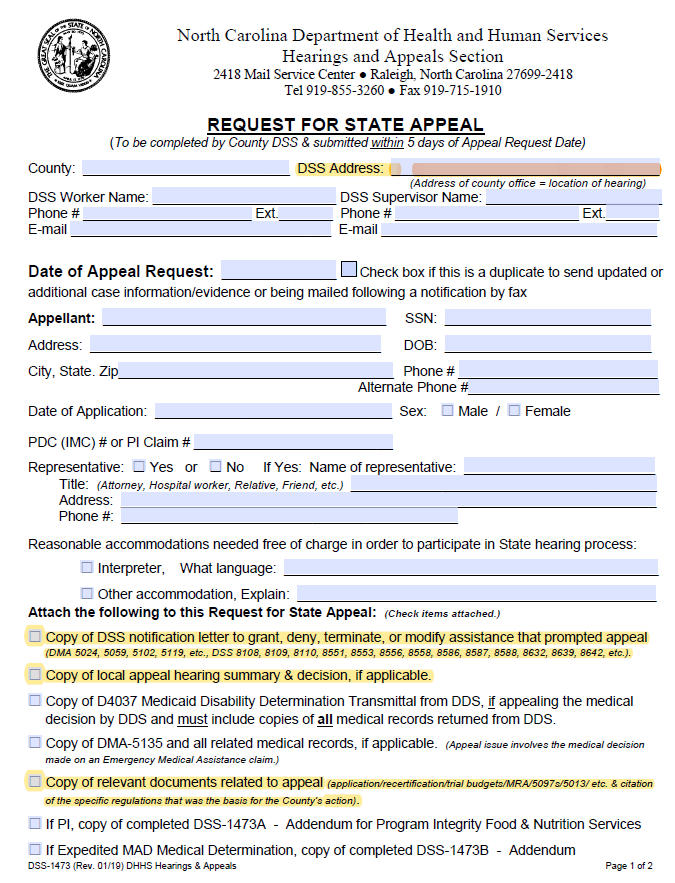 North Carolina Department of Health and Human Services
Hearings and Appeals Section
2418 Mail Service Center ● Raleigh, North Carolina 27699-2418
Tel 919-855-3260 ● Fax 919-715-1910
REQUEST FOR STATE APPEAL
(To be completed by County DSS & submitted within 5 days of Appeal Request Date)
County: DSS Address:
(Address of county office = location of hearing)
DSS Worker Name: DSS Supervisor Name:
Phone # Ext. Phone # Ext.
E-mail E-mail
Date of Appeal Request: Check box if this is a duplicate to send updated or
additional case information/evidence or being mailed following a notification by fax
Appellant: SSN:
Address: DOB:
City, State. Zip Phone #
Alternate Phone #
Date of Application: Sex: Male / Female
PDC (IMC) # or PI Claim #
Representative: Yes or No If Yes: Name of representative:
Title: (Attorney, Hospital worker, Relative, Friend, etc.)
Address:
Phone #:
Reasonable accommodations needed free of charge in order to participate in State hearing process:
Interpreter, What language:
Other accommodation, Explain:
Attach the following to this Request for State Appeal: (Check items attached.)
Copy of DSS notification letter to grant, deny, terminate, or modify assistance that prompted appeal
(DMA 5024, 5059, 5102, 5119, etc., DSS 8108, 8109, 8110, 8551, 8553, 8556, 8558, 8586, 8587, 8588, 8632, 8639, 8642, etc.).
Copy of local appeal hearing summary & decision, if applicable.
Copy of D4037 Medicaid Disability Determination Transmittal from DDS, if appealing the medical
decision by DDS and must include copies of all medical records returned from DDS.
Copy of DMA-5135 and all related medical records, if applicable. (Appeal issue involves the medical decision
made on an Emergency Medical Assistance claim.)
Copy of relevant documents related to appeal (application/recertification/trial budgets/MRA/5097s/5013/ etc. & citation
of the specific regulations that was the basis for the County's action).
If PI, copy of completed DSS-1473A - Addendum for Program Integrity Food & Nutrition Services
If Expedited MAD Medical Determination, copy of completed DSS-1473B - Addendum
DSS-1473 (Rev. 01/19) DHHS Hearings & Appeals Page 1 of 2